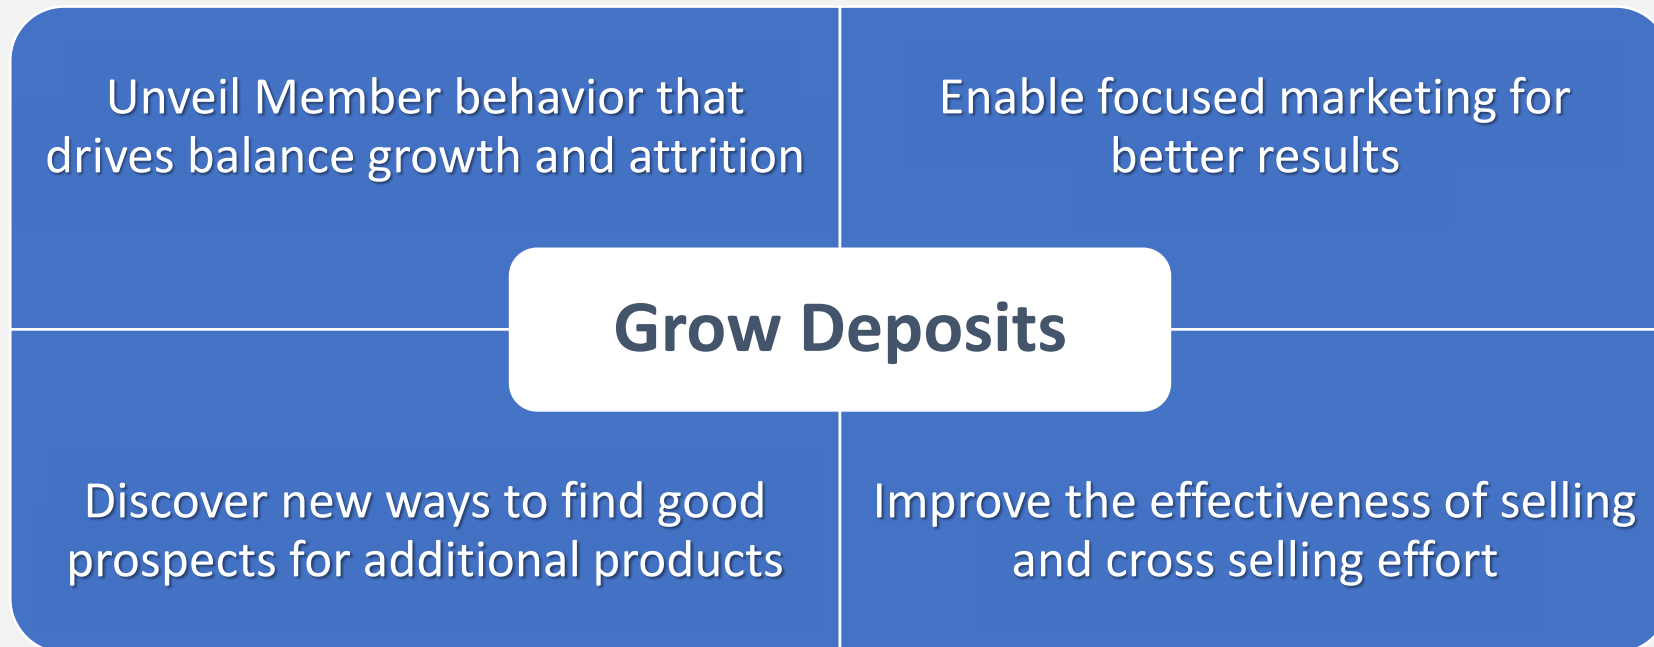 Unveil Member behavior that
drives balance growth and attrition
Enable focused marketing for
better results
Grow Deposits
Discover new ways to find good
prospects for additional products
Improve the effectiveness of selling
and cross selling effort